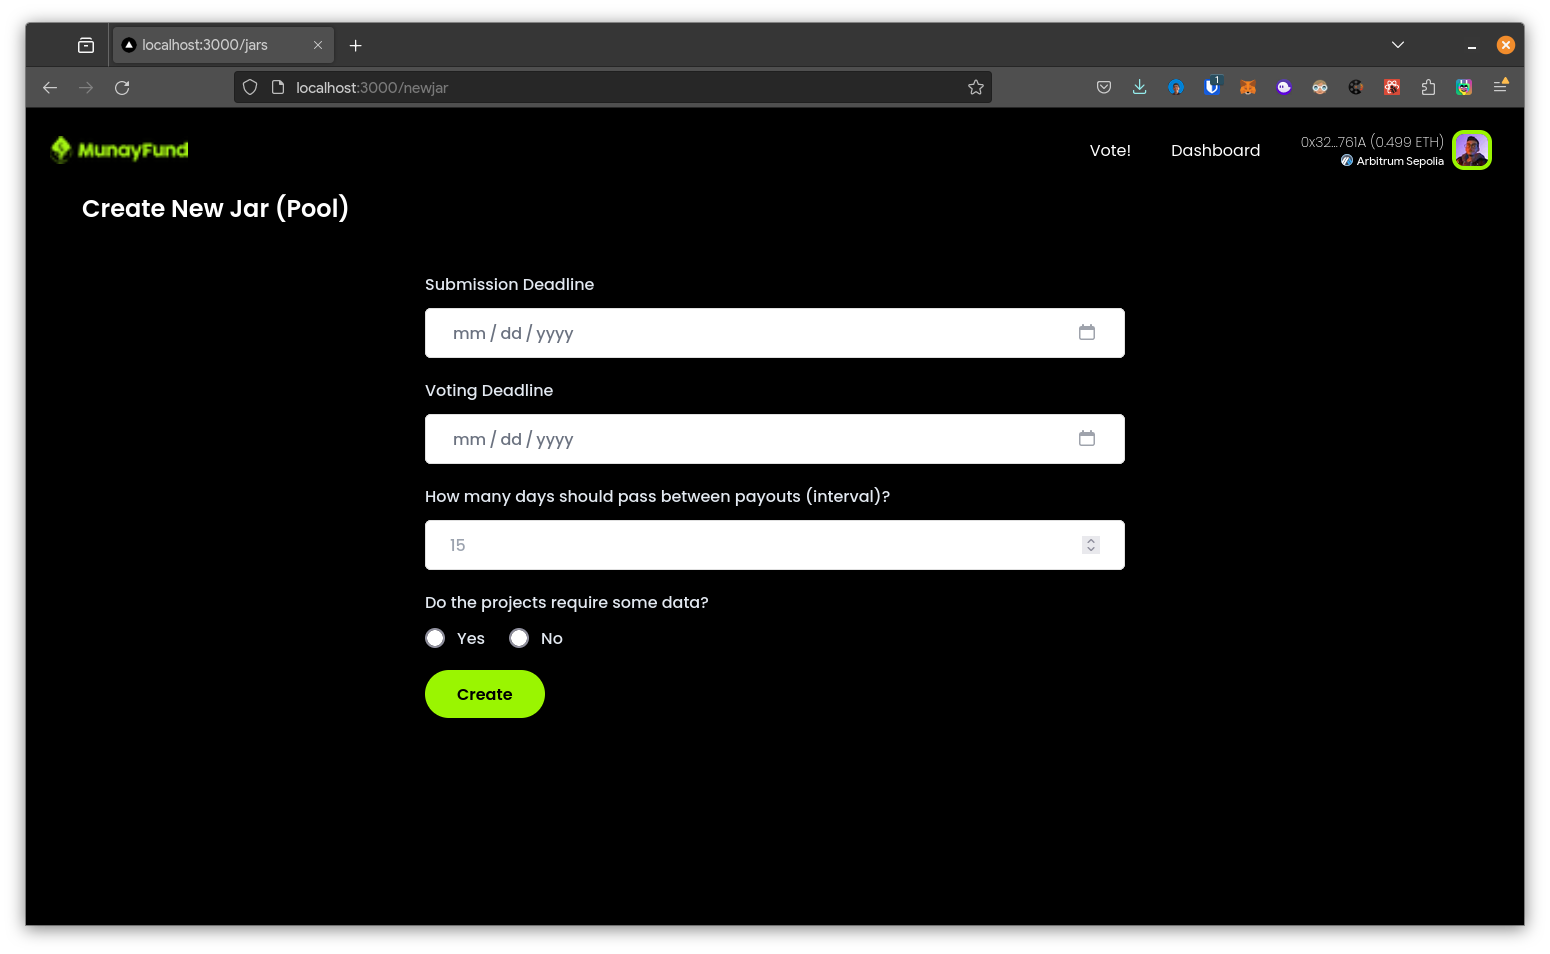 localhost:3000/jars
localhost:3000/newjar
1
MunayFund
Vote!
Dashboard
0x32...761A (0.499 ETH)
Arbitrum Sepolia
Create New Jar (Pool)
Submission Deadline
mm / dd / yyyy
Voting Deadline
mm / dd / yyyy
How many days should pass between payouts (interval)?
15
Do the projects require some data?
Yes No
Create